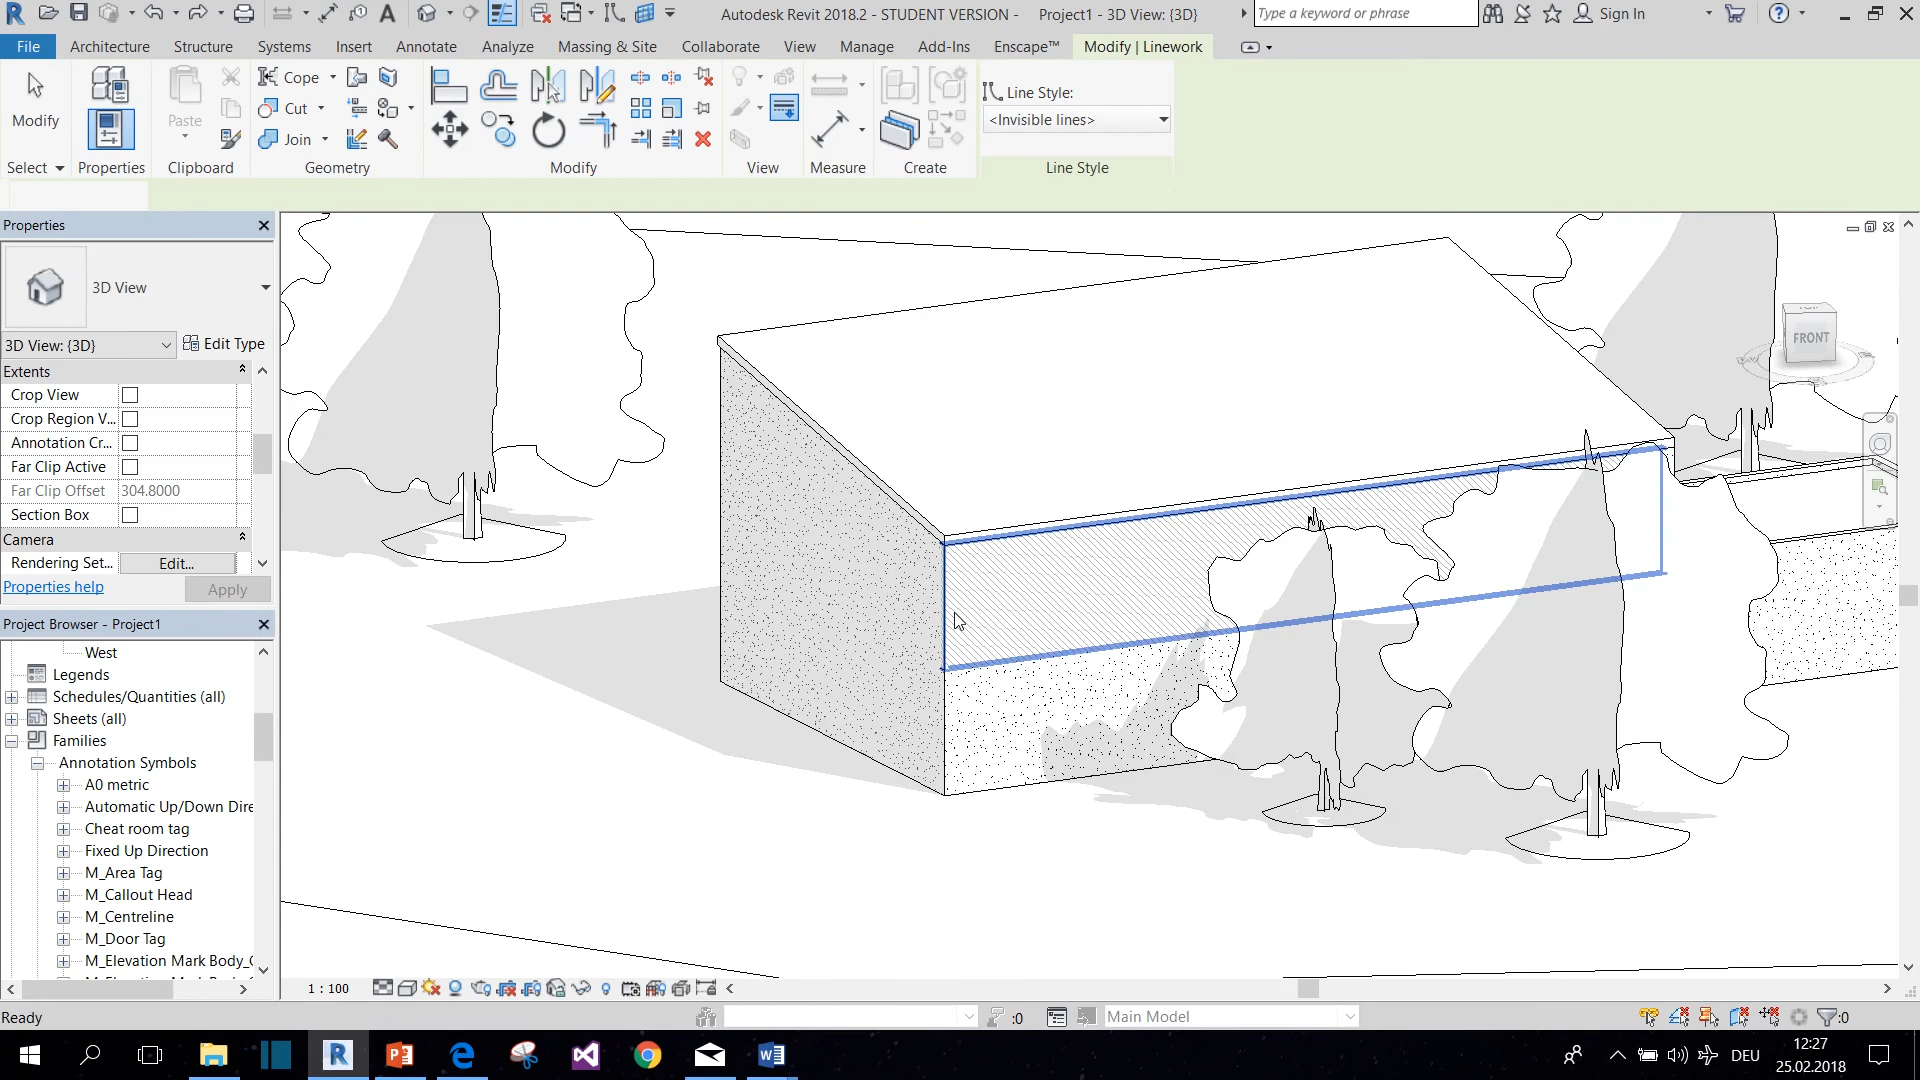 Autodesk Revit 2018.2 - STUDENT VERSION - Project1 - 3D View: {3D}
Type a keyword or phrase
Sign In
File Architecture Structure Systems Insert Annotate Analyze Massing & Site Collaborate View Manage Add-Ins Enscape™ Modify | Linework
Modify
Paste
Cope
Cut
Join
Line Style:
<Invisible lines>
Select Properties Clipboard Geometry Modify View Measure Create Line Style
Properties
3D View
3D View: {3D}
Edit Type
Extents
Crop View
Crop Region V...
Annotation Cr...
Far Clip Active
Far Clip Offset 304.8000
Section Box
Camera
Rendering Set... Edit...
Properties help
Apply
Project Browser - Project1
West
Legends
Schedules/Quantities (all)
Sheets (all)
Families
Annotation Symbols
A0 metric
Automatic Up/Down Dire
Cheat room tag
Fixed Up Direction
M_Area Tag
M_Callout Head
M_Centreline
M_Door Tag
M_Elevation Mark Body_
FRONT
1 : 100
Ready
:0
Main Model
:0
DEU
12:27
25.02.2018